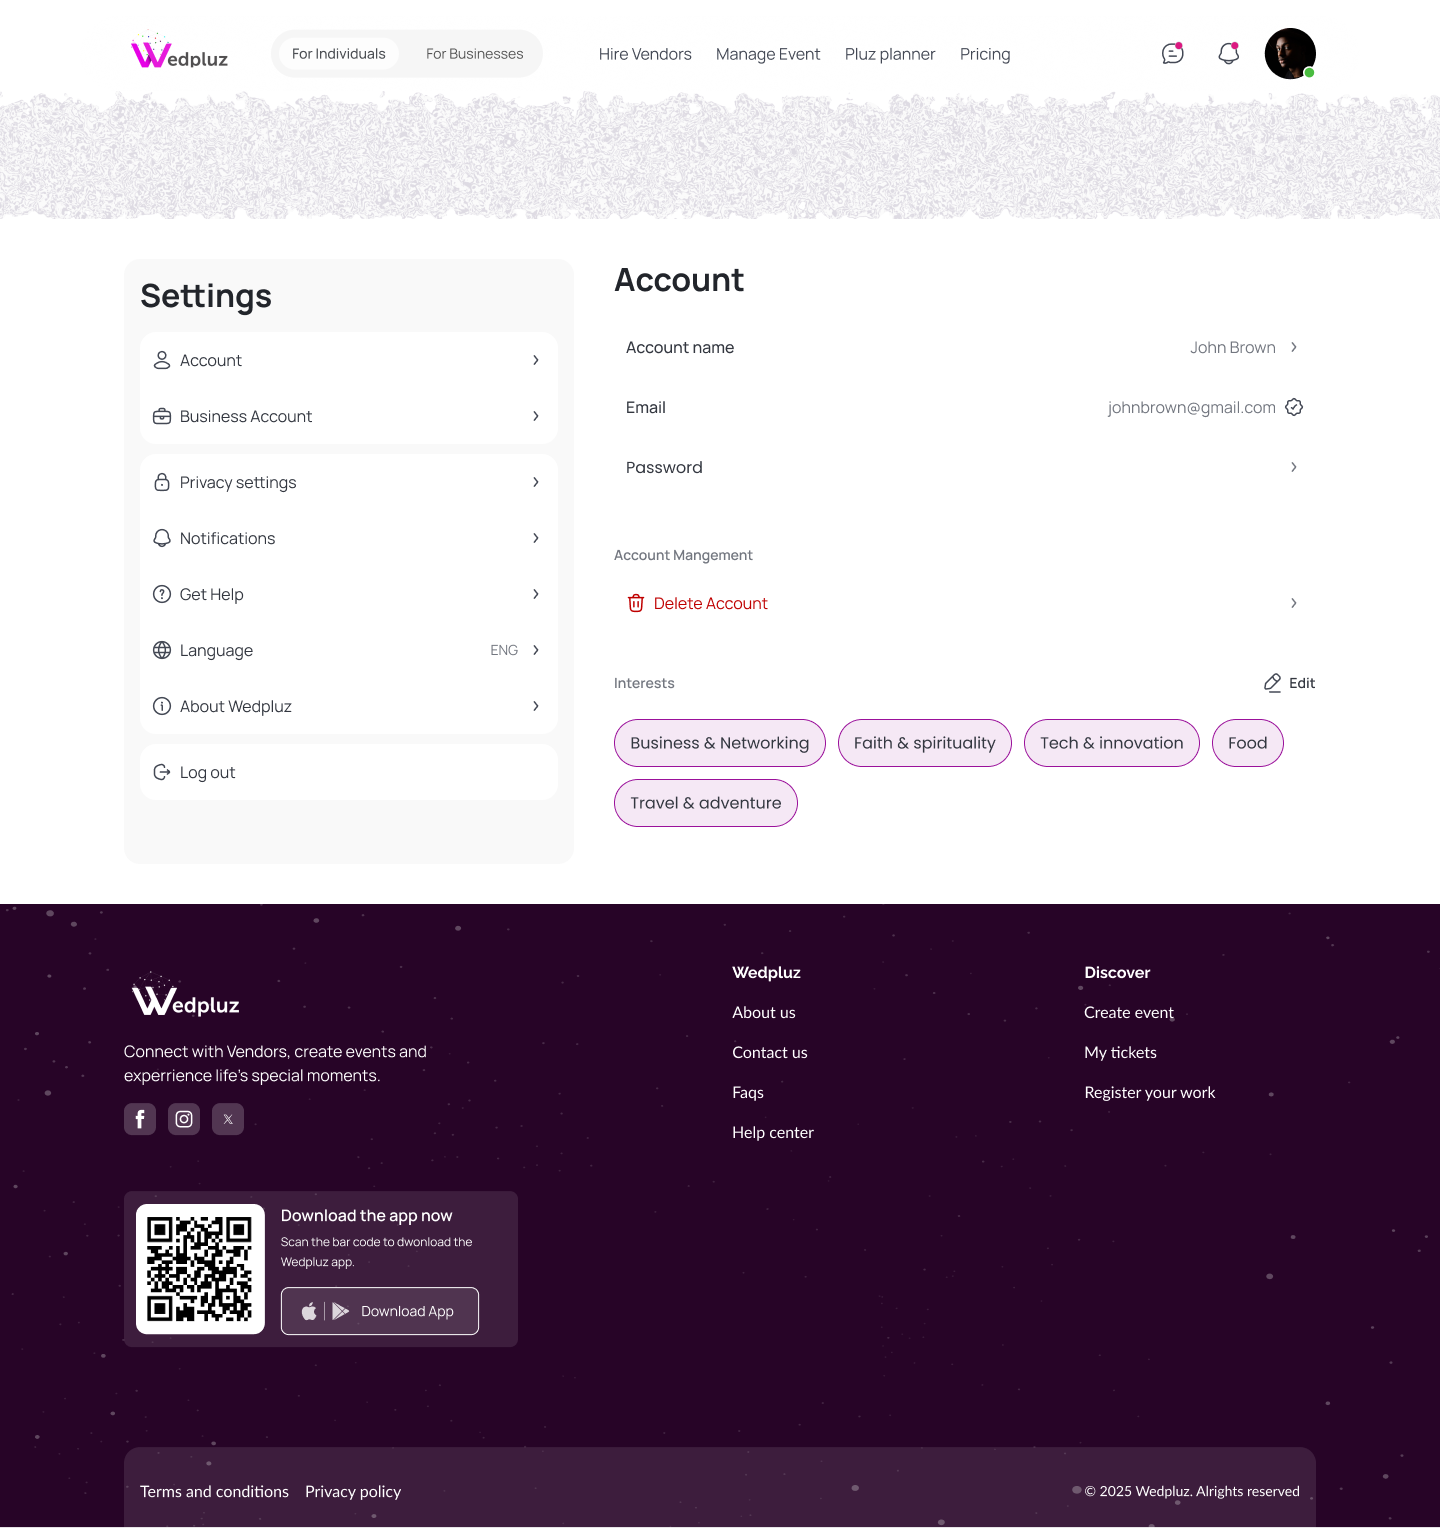 Wedpluz
For Individuals
For Businesses
Hire Vendors
Manage Event
Pluz planner
Pricing
Settings
Account
Business Account
Privacy settings
Notifications
Get Help
Language
ENG
About Wedpluz
Log out
Account
Account name
John Brown
Email
johnbrown@gmail.com
Password
Account Mangement
Delete Account
Interests
Edit
Business & Networking
Faith & spirituality
Tech & innovation
Food
Travel & adventure
Wedpluz
Connect with Vendors, create events and
experrience life's special moments.
Download the app now
Scan the bar code to dwonload the
Wedpluz app.
Download App
Wedpluz
About us
Contact us
Faqs
Help center
Discover
Create event
My tickets
Register your work
Terms and conditions
Privacy policy
© 2025 Wedpluz. Alrights reserved